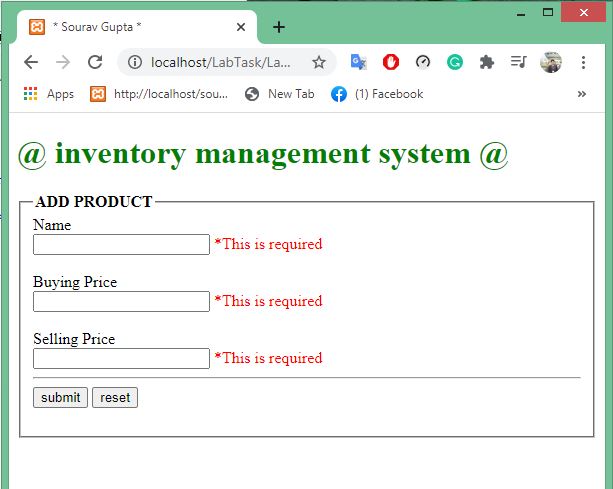 * Sourav Gupta *
localhost/LabTask/La...
Apps http://localhost/sou... New Tab (1) Facebook »
@ inventory management system @
ADD PRODUCT
Name
*This is required
Buying Price
*This is required
Selling Price
*This is required
submit reset